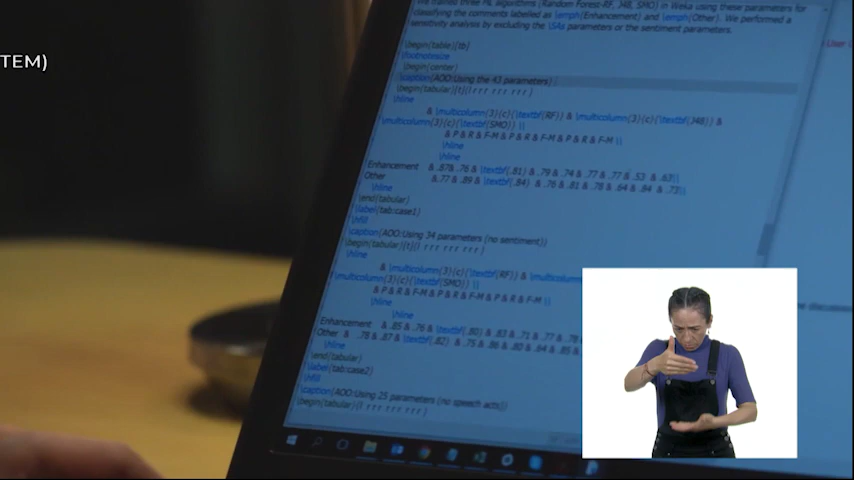 We trained three ML algorithms (Random Forest-RF, J48, SMO) in Weka using these parameters for
classifying the comments labelled as \emph{Enhancement} and \emph{Other}. We performed a
sensitivity analysis by excluding the \SAs parameters or the sentiment parameters.
TEM)
\begin{table}[tb]
\footnotesize
\begin{center}
\caption{AOO:Using the 43 parameters}
\begin{tabular}[t]{l r r r r r r }
\hline
& \multicolumn{3}{c}{\textbf{RF}} & \multicolumn{3}{c}{\textbf{J48}} &
\multicolumn{3}{c}{\textbf{SMO}} \\
& P & R & F-M & P & R & F-M & P & R & F-M \\
\hline
\hline
Enhancement & .87& .76 & \textbf{.81} & .79 & .74 & .77 & .77 & .53 & .63\\
Other & .77 & .89 & \textbf{.84} & .76 & .81 & .78 & .64 & .84 & .73\\
\hline
\end{tabular}
\label{tab:case1}
\hfill
\caption{AOO:Using 34 parameters (no sentiment)}
\begin{tabular}[t]{l r r r r r r }
\hline
& \multicolumn{3}{c}{\textbf{RF}} &
\multicolumn{3}{c}{\textbf{SMO}} \\
& P & R & F-M & P & R & F-M & P & R & F-M \\
\hline
\hline
Enhancement & .85 & .76 & \textbf{.80} & .83 & .71 & .77 & .78
Other & .78 & .87 & \textbf{.82} & .75 & .86 & .80 & .64 & .85
\hline
\end{tabular}
\label{tab:case2}
\hfill
\caption{AOO:Using 25 parameters (no speech acts)}
\begin{tabular}[t]{l r r r r r r }